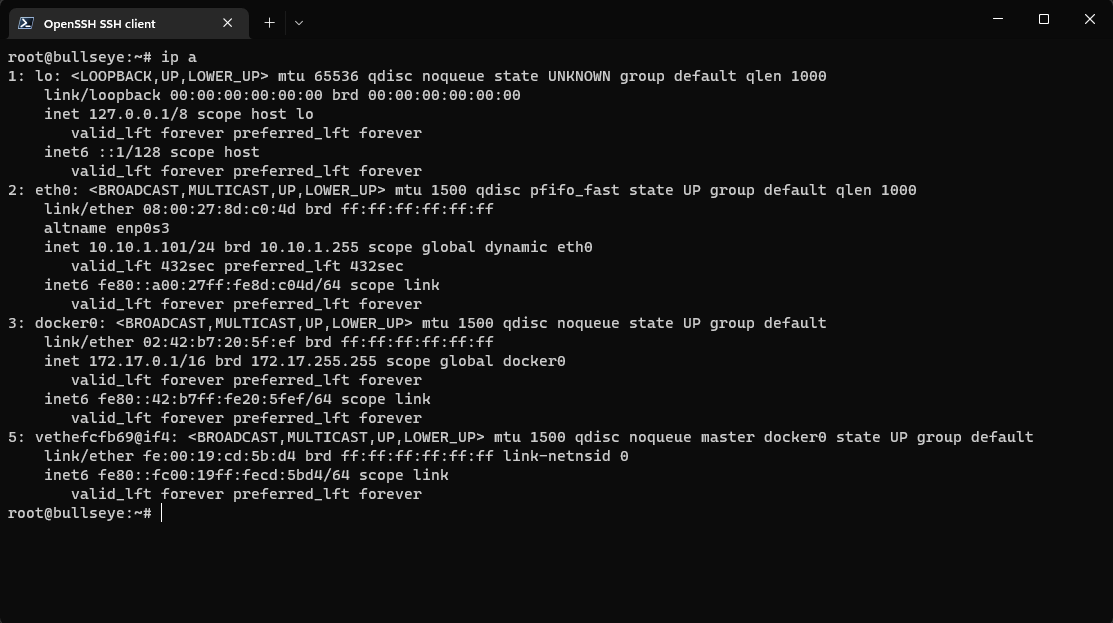 OpenSSH SSH client
root@bullseye:~# ip a
1: lo: <LOOPBACK,UP,LOWER_UP> mtu 65536 qdisc noqueue state UNKNOWN group default qlen 1000
    link/loopback 00:00:00:00:00:00 brd 00:00:00:00:00:00
    inet 127.0.0.1/8 scope host lo
       valid_lft forever preferred_lft forever
    inet6 ::1/128 scope host
       valid_lft forever preferred_lft forever
2: eth0: <BROADCAST,MULTICAST,UP,LOWER_UP> mtu 1500 qdisc pfifo_fast state UP group default qlen 1000
    link/ether 08:00:27:8d:c0:4d brd ff:ff:ff:ff:ff:ff
    altname enp0s3
    inet 10.10.1.101/24 brd 10.10.1.255 scope global dynamic eth0
       valid_lft 432sec preferred_lft 432sec
    inet6 fe80::a00:27ff:fe8d:c04d/64 scope link
       valid_lft forever preferred_lft forever
3: docker0: <BROADCAST,MULTICAST,UP,LOWER_UP> mtu 1500 qdisc noqueue state UP group default
    link/ether 02:42:b7:20:5f:ef brd ff:ff:ff:ff:ff:ff
    inet 172.17.0.1/16 brd 172.17.255.255 scope global docker0
       valid_lft forever preferred_lft forever
    inet6 fe80::42:b7ff:fe20:5fef/64 scope link
       valid_lft forever preferred_lft forever
5: vethefcfb69@if4: <BROADCAST,MULTICAST,UP,LOWER_UP> mtu 1500 qdisc noqueue master docker0 state UP group default
    link/ether fe:00:19:cd:5b:d4 brd ff:ff:ff:ff:ff:ff link-netnsid 0
    inet6 fe80::fc00:19ff:fecd:5bd4/64 scope link
       valid_lft forever preferred_lft forever
root@bullseye:~#